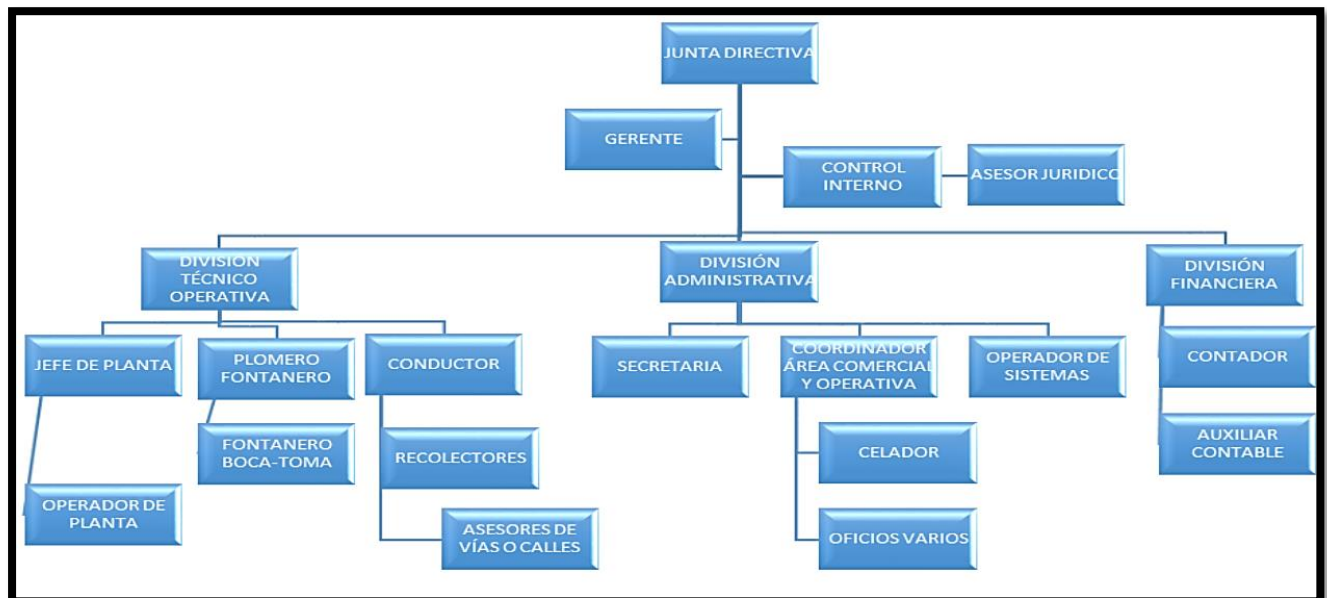 JUNTA DIRECTIVA
GERENTE
CONTROL
INTERNO
ASESOR JURIDICO
DIVISIÓN
TÉCNICO
OPERATIVA
DIVISIÓN
ADMINISTRATIVA
DIVISIÓN
FINANCIERA
JEFE DE PLANTA
PLOMERO
FONTANERO
CONDUCTOR
SECRETARIA
COORDINADOR
ÁREA COMERCIAL
Y OPERATIVA
OPERADOR DE
SISTEMAS
CONTADOR
FONTANERO
BOCA-TOMA
RECOLECTORES
CELADOR
AUXILIAR
CONTABLE
OPERADOR DE
PLANTA
ASESORES DE
VÍAS O CALLES
OFICIOS VARIOS